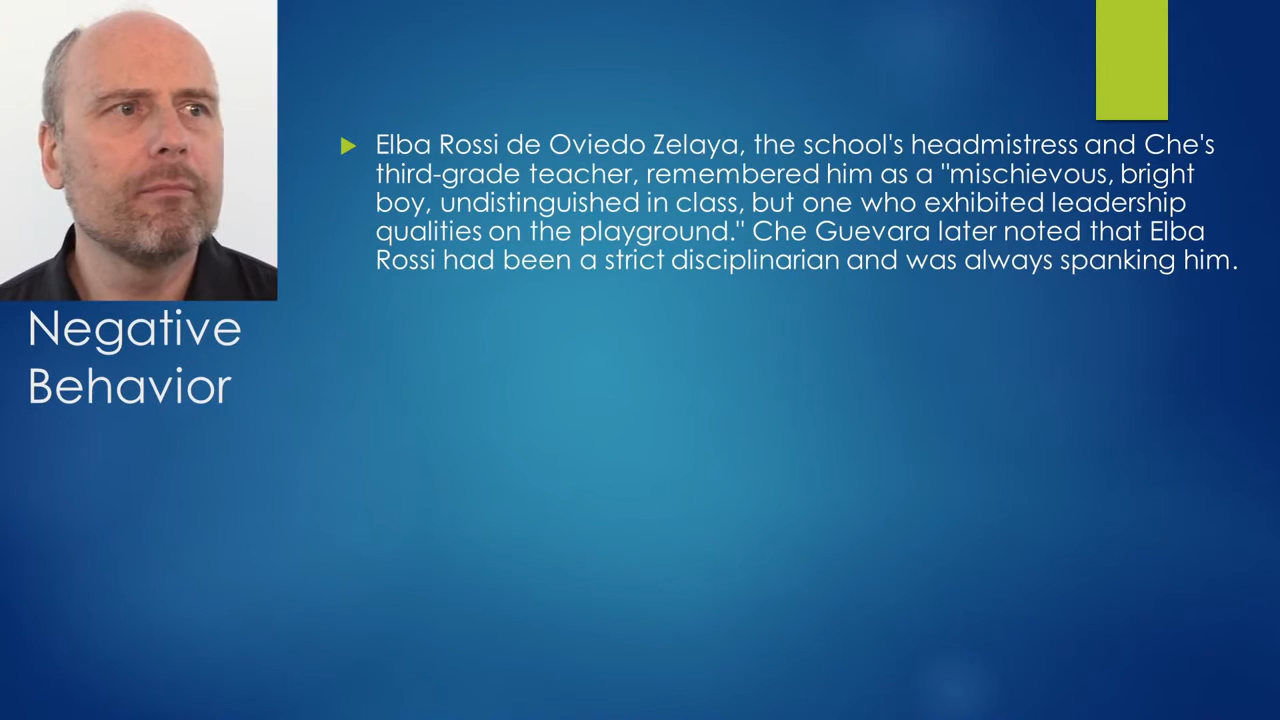 Negative
Behavior
Elba Rossi de Oviedo Zelaya, the school's headmistress and Che's
third-grade teacher, remembered him as a "mischievous, bright
boy, undistinguished in class, but one who exhibited leadership
qualities on the playground." Che Guevara later noted that Elba
Rossi had been a strict disciplinarian and was always spanking him.